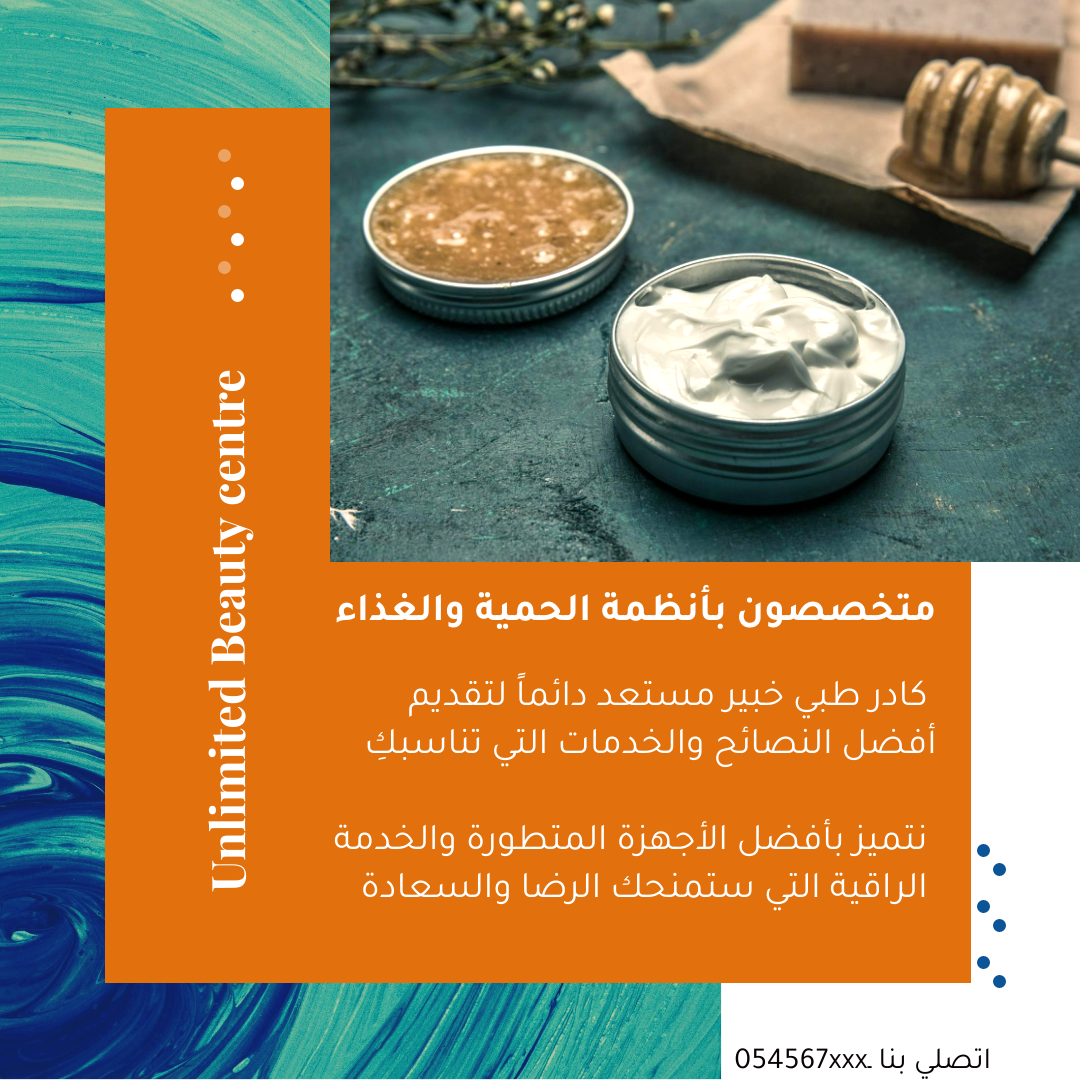 Unlimited Beauty centre
متخصصون بأنظمة الحمية والغذاء
كادر طبي خبير مستعد دائماً لتقديم
أفضل النصائح والخدمات التي تناسبكِ
نتميز بأفضل الأجهزة المتطورة والخدمة
الراقية التي ستمنحك الرضا والسعادة
اتصلي بنا ـ054567xxx